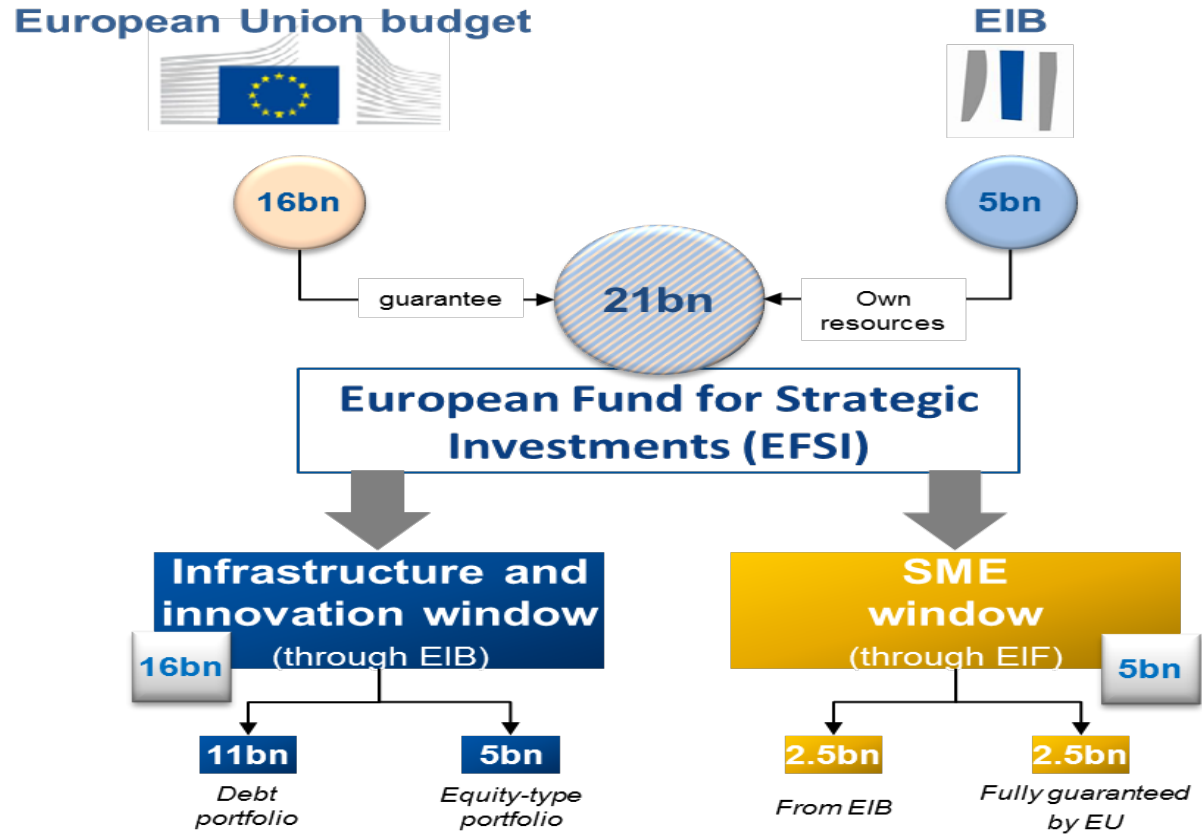 European Union budget
EIB
16bn
5bn
21bn
guarantee
Own
resources
European Fund for Strategic
Investments (EFSI)
Infrastructure and
innovation window
(through EIB)
16bn
SME
window
(through EIF)
5bn
11bn
Debt
portfolio
5bn
Equity-type
portfolio
2.5bn
From EIB
2.5bn
Fully guaranteed
by EU